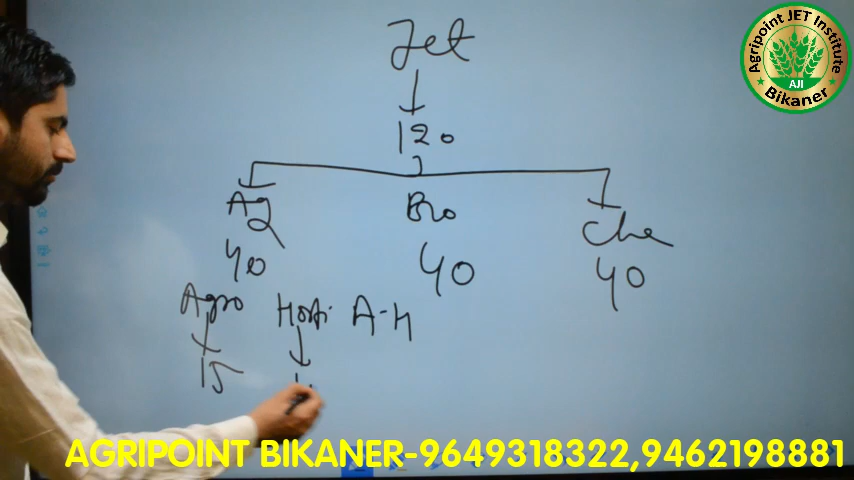 Agripoint JET Institute
AJI
Bikaner
Jet
120
Ag Bio Che
40 40 40
Agro Horti A-H
15
AGRIPOINT BIKANER-9649318322,9462198881